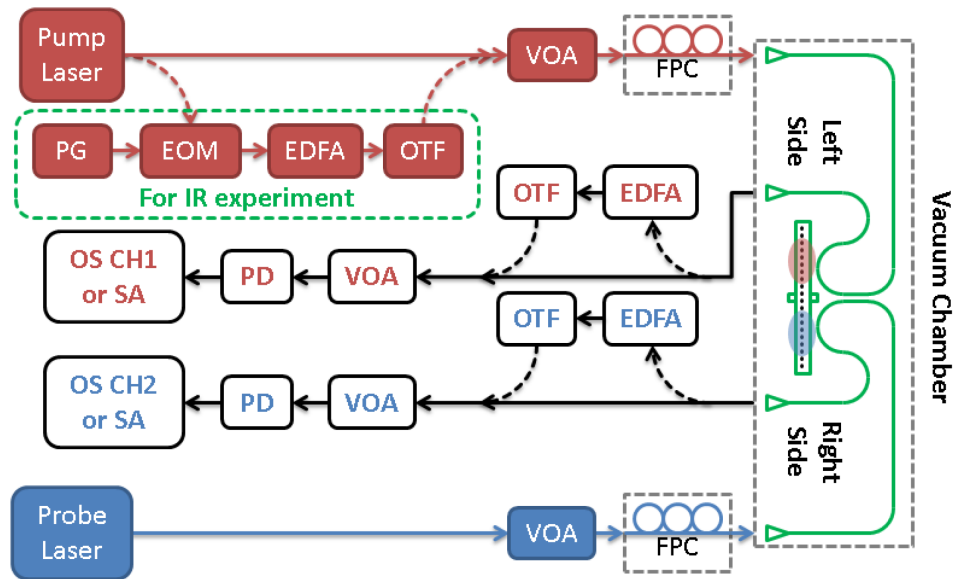 Pump
Laser
VOA
FPC
PG
EOM
EDFA
OTF
For IR experiment
Left
Side
Vacuum Chamber
OTF
EDFA
OS CH1
or SA
PD
VOA
OTF
EDFA
OS CH2
or SA
PD
VOA
Right
Side
Probe
Laser
VOA
FPC